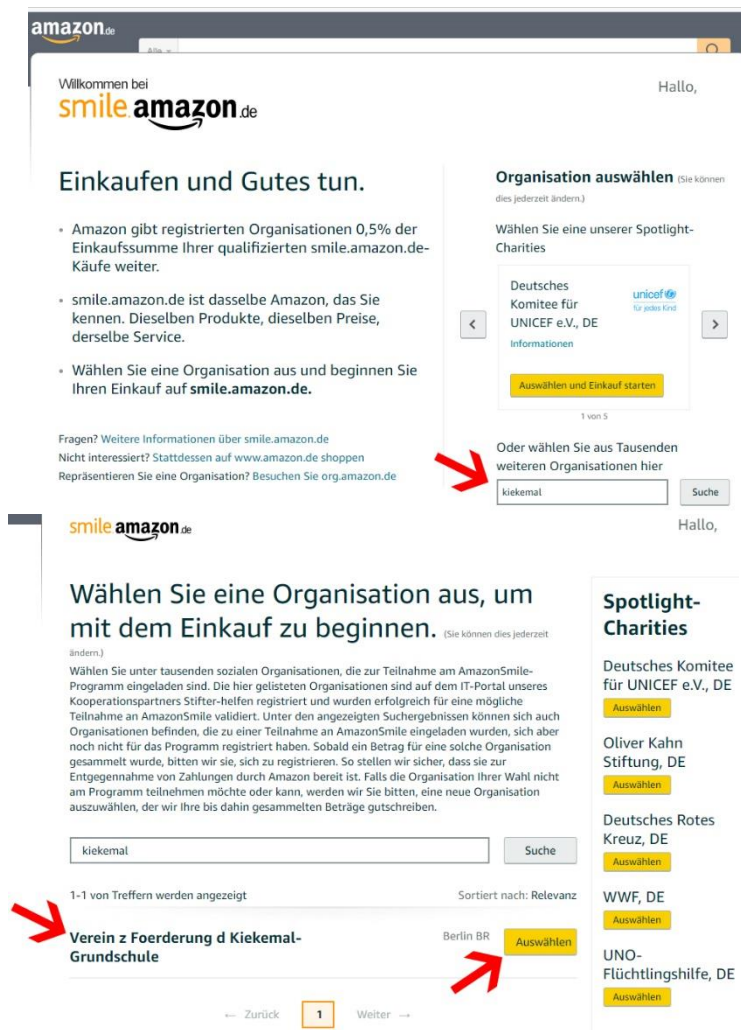 amazon.de
Alle
Willkommen bei
smile.amazon.de
Hallo,
Einkaufen und Gutes tun.
Amazon gibt registrierten Organisationen 0,5% der
Einkaufssumme Ihrer qualifizierten smile.amazon.de-
Käufe weiter.
smile.amazon.de ist dasselbe Amazon, das Sie
kennen. Dieselben Produkte, dieselben Preise,
derselbe Service.
Wählen Sie eine Organisation aus und beginnen Sie
Ihren Einkauf auf smile.amazon.de.
Fragen? Weitere Informationen über smile.amazon.de
Nicht interessiert? Stattdessen auf www.amazon.de shoppen
Repräsentieren Sie eine Organisation? Besuchen Sie org.amazon.de
Organisation auswählen (Sie können
dies jederzeit ändern.)
Wählen Sie eine unserer Spotlight-
Charities
Deutsches
Komitee für
UNICEF e.V., DE
unicef
für jedes Kind
Informationen
Auswählen und Einkauf starten
1 von 5
Oder wählen Sie aus Tausenden
weiteren Organisationen hier
kiekemal Suche
smile.amazon.de
Hallo,
Wählen Sie eine Organisation aus, um
mit dem Einkauf zu beginnen. (Sie können dies jederzeit
ändern.)
Wählen Sie unter tausenden sozialen Organisationen, die zur Teilnahme am AmazonSmile-
Programm eingeladen sind. Die hier gelisteten Organisationen sind auf dem IT-Portal unseres
Kooperationspartners Stifter-helfen registriert und wurden erfolgreich für eine mögliche
Teilnahme an AmazonSmile validiert. Unter den angezeigten Suchergebnissen können sich auch
Organisationen befinden, die zu einer Teilnahme an AmazonSmile eingeladen wurden, sich aber
noch nicht für das Programm registriert haben. Sobald ein Betrag für eine solche Organisation
gesammelt wurde, bitten wir sie, sich zu registrieren. So stellen wir sicher, dass sie zur
Entgegennahme von Zahlungen durch Amazon bereit ist. Falls die Organisation Ihrer Wahl nicht
am Programm teilnehmen möchte oder kann, werden wir Sie bitten, eine neue Organisation
auszuwählen, der wir Ihre bis dahin gesammelten Beträge gutschreiben.
kiekemal Suche
1-1 von Treffern werden angezeigt Sortiert nach: Relevanz
Verein z Foerderung d Kiekemal-
Grundschule
Berlin BR Auswählen
← Zurück 1 Weiter →
Spotlight-
Charities
Deutsches Komitee
für UNICEF e.V., DE
Auswählen
Oliver Kahn
Stiftung, DE
Auswählen
Deutsches Rotes
Kreuz, DE
Auswählen
WWF, DE
Auswählen
UNO-
Flüchtlingshilfe, DE
Auswählen